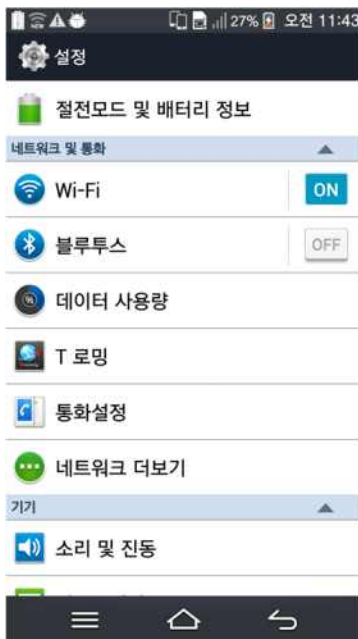 27% 오전 11:43
설정
절전모드 및 배터리 정보
네트워크 및 통화
Wi-Fi ON
블루투스 OFF
데이터 사용량
T 로밍
통화설정
네트워크 더보기
기기
소리 및 진동